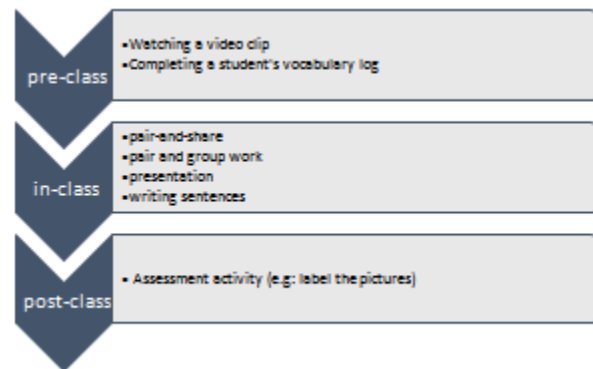 pre-class
•Watching a video clip
•Completing a student's vocabulary log
in-class
•pair-and-share
•pair and group work
•presentation
•writing sentences
post-class
• Assessment activity (e.g: label the pictures)